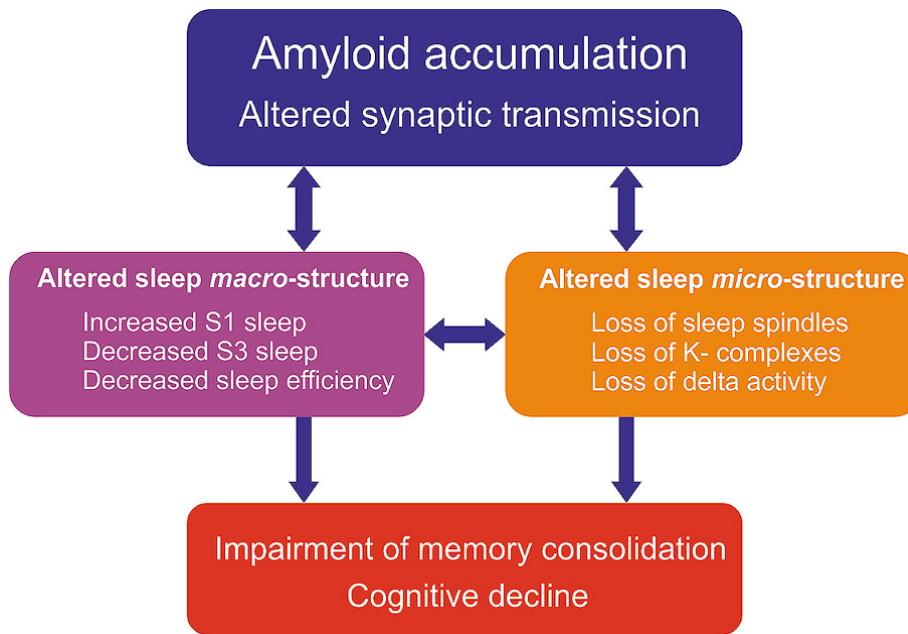 Amyloid accumulation
Altered synaptic transmission
Altered sleep macro-structure
Increased S1 sleep
Decreased S3 sleep
Decreased sleep efficiency
Altered sleep micro-structure
Loss of sleep spindles
Loss of K- complexes
Loss of delta activity
Impairment of memory consolidation
Cognitive decline